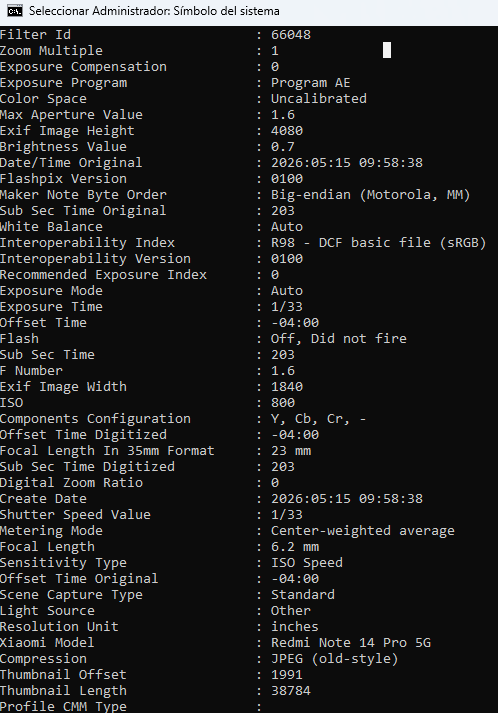 Seleccionar Administrador: Símbolo del sistema
Filter Id : 66048
Zoom Multiple : 1
Exposure Compensation : 0
Exposure Program : Program AE
Color Space : Uncalibrated
Max Aperture Value : 1.6
Exif Image Height : 4080
Brightness Value : 0.7
Date/Time Original : 2026:05:15 09:58:38
Flashpix Version : 0100
Maker Note Byte Order : Big-endian (Motorola, MM)
Sub Sec Time Original : 203
White Balance : Auto
Interoperability Index : R98 - DCF basic file (sRGB)
Interoperability Version : 0100
Recommended Exposure Index : 0
Exposure Mode : Auto
Exposure Time : 1/33
Offset Time : -04:00
Flash : Off, Did not fire
Sub Sec Time : 203
F Number : 1.6
Exif Image Width : 1840
ISO : 800
Components Configuration : Y, Cb, Cr, -
Offset Time Digitized : -04:00
Focal Length In 35mm Format : 23 mm
Sub Sec Time Digitized : 203
Digital Zoom Ratio : 0
Create Date : 2026:05:15 09:58:38
Shutter Speed Value : 1/33
Metering Mode : Center-weighted average
Focal Length : 6.2 mm
Sensitivity Type : ISO Speed
Offset Time Original : -04:00
Scene Capture Type : Standard
Light Source : Other
Resolution Unit : inches
Xiaomi Model : Redmi Note 14 Pro 5G
Compression : JPEG (old-style)
Thumbnail Offset : 1991
Thumbnail Length : 38784
Profile CMM Type :